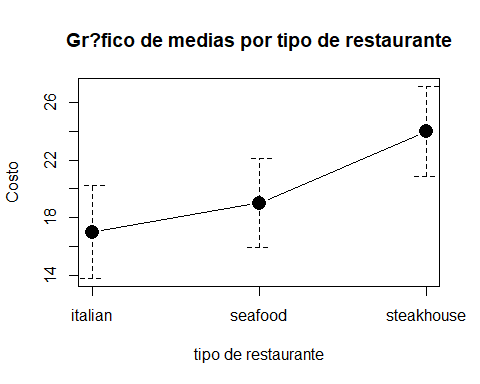 Gr?fico de medias por tipo de restaurante
Costo
26
22
18
14
italian seafood steakhouse
tipo de restaurante